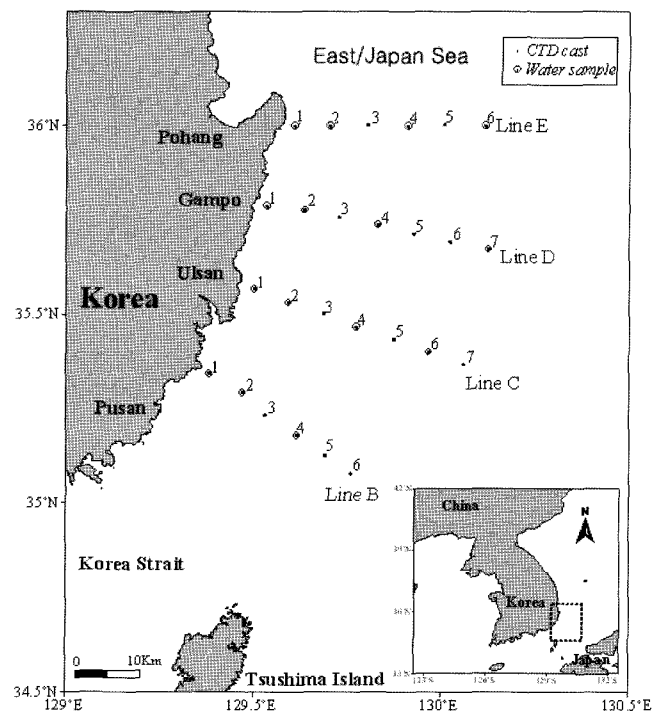 East/Japan Sea
CTD cast
Water sample
36°N
1 2 3 4 5 6 Line E
Pohang
Gampo
1 2 3 4 5 6 7 Line D
Ulsan
Korea
1 2 3 4 5 6 7
35.5°N
Line C
Pusan
1 2 3 4 5 6
35°N
Line B
Korea Strait
0 10Km
Tsushima Island
34.5°N
129°E 129.5°E 130°E 130.5°E
China
N
Korea
Japan